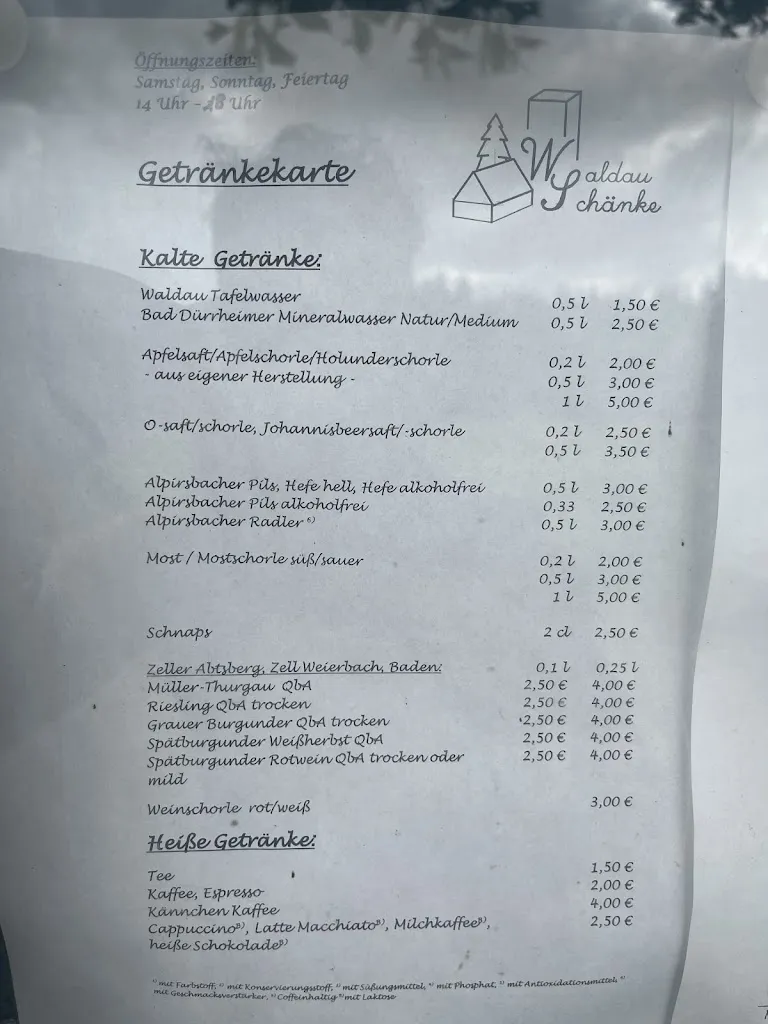 Öffnungszeiten:
Samstag, Sonntag, Feiertag
14 Uhr - 18 Uhr
Waldau
Schänke
Getränkekarte
Kalte Getränke:
Waldau Tafelwasser 0,5 l 1,50 €
Bad Dürrheimer Mineralwasser Natur/Medium 0,5 l 2,50 €
Apfelsaft/Apfelschorle/Holunderschorle 0,2 l 2,00 €
- aus eigener Herstellung - 0,5 l 3,00 €
1 l 5,00 €
O-saft/schorle, Johannisbeersaft/-schorle 0,2 l 2,50 €
0,5 l 3,50 €
Alpirsbacher Pils, Hefe hell, Hefe alkoholfrei 0,5 l 3,00 €
Alpirsbacher Pils alkoholfrei 0,33 2,50 €
Alpirsbacher Radler ⁶⁾ 0,5 l 3,00 €
Most / Mostschorle süß/sauer 0,2 l 2,00 €
0,5 l 3,00 €
1 l 5,00 €
Schnaps 2 cl 2,50 €
Zeller Abtsberg, Zell Weierbach, Baden: 0,1 l 0,25 l
Müller-Thurgau QbA 2,50 € 4,00 €
Riesling QbA trocken 2,50 € 4,00 €
Grauer Burgunder QbA trocken 2,50 € 4,00 €
Spätburgunder Weißherbst QbA 2,50 € 4,00 €
Spätburgunder Rotwein QbA trocken oder 2,50 € 4,00 €
mild
Weinschorle rot/weiß 3,00 €
Heiße Getränke:
Tee 1,50 €
Kaffee, Espresso 2,00 €
Kännchen Kaffee 4,00 €
Cappuccino, Latte Macchiato, Milchkaffee, 2,50 €
heiße Schokolade
mit Farbstoff, mit Konservierungsstoff, mit Süßungsmittel, mit Phosphat, mit Antioxidationsmittel,
mit Geschmacksverstärker, Coffeinhaltig mit Laktose